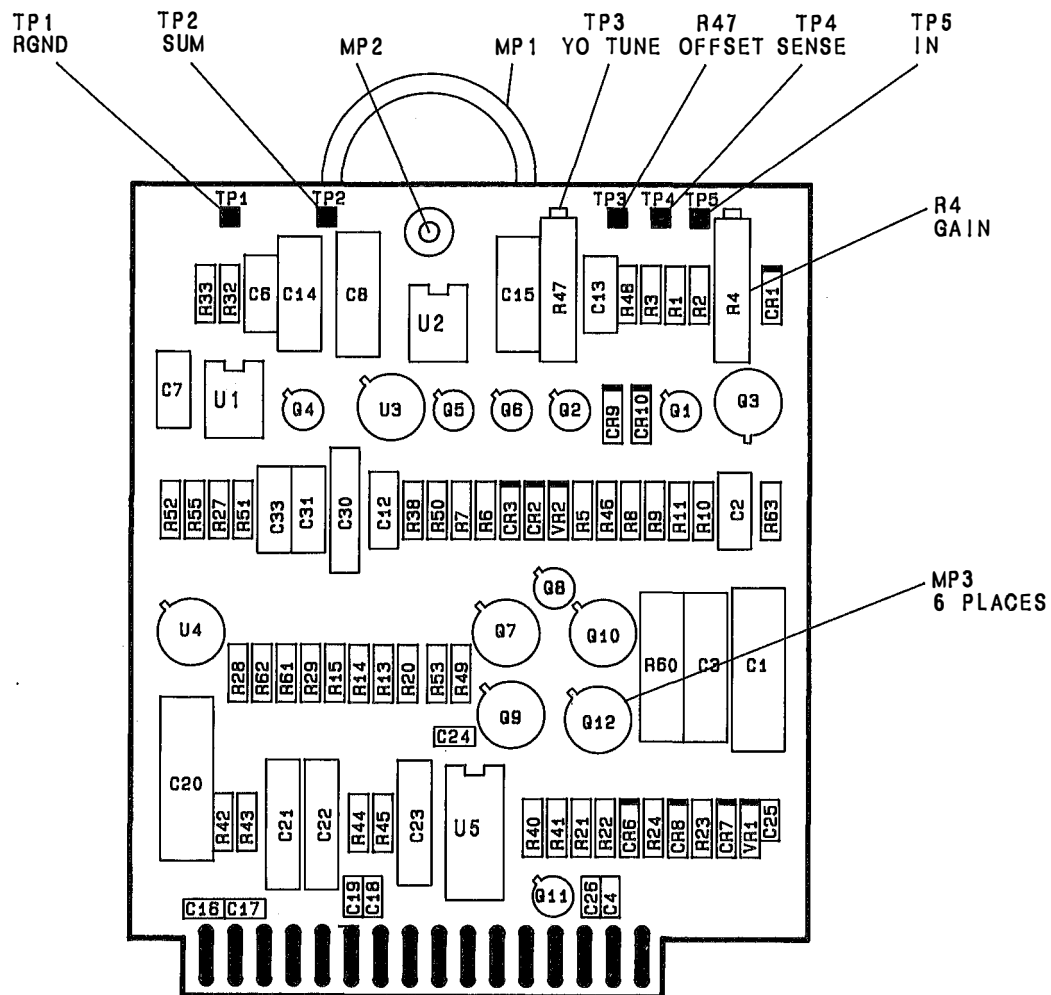 TP1
RGND
TP2
SUM
MP2
MP1
TP3
YO TUNE
R47
OFFSET
TP4
SENSE
TP5
IN
TP1
TP2
TP3
TP4
TP5
R4
GAIN
R33
R32
C6
C14
C8
U2
C15
R47
C13
R48
R3
R1
R2
R4
CR1
C7
U1
Q4
U3
Q5
Q6
Q2
CR9
CR10
Q1
Q3
R52
R55
R27
R51
C33
C31
C30
C12
R38
R50
R7
R6
CR3
CR2
VR2
R5
R46
R8
R9
R11
R10
C2
R63
MP3
6 PLACES
Q8
U4
Q7
Q10
R60
C3
C1
R28
R62
R61
R29
R15
R14
R13
R20
R53
R49
Q9
Q12
C24
C20
R42
R43
C21
C22
R44
R45
C23
U5
R40
R41
R21
R22
CR6
R24
CR8
R23
CR7
VR1
C25
C16
C17
C19
C18
Q11
C26
C4